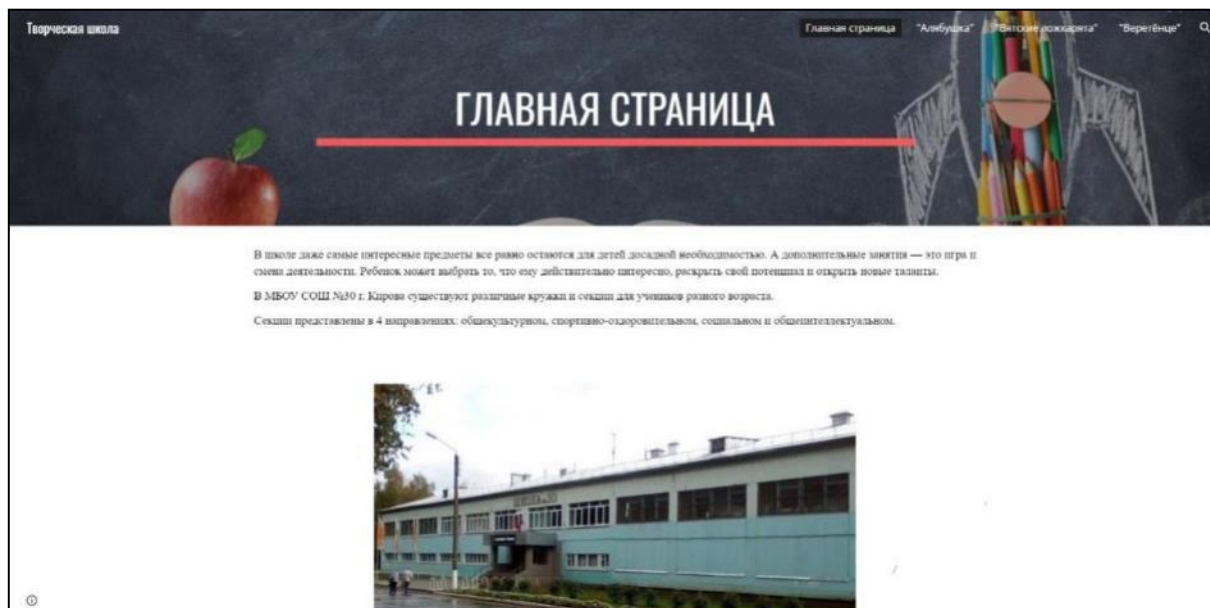 Творческая школа
Главная страница "Алябушка" "Вятские ложкарята" "Веретёнце"
ГЛАВНАЯ СТРАНИЦА
В школе даже самые интересные предметы все равно остаются для детей досадной необходимостью. А дополнительные занятия — это игра и
смена деятельности. Ребенок может выбрать то, что ему действительно интересно, раскрыть свой потенциал и открыть новые таланты.
В МБОУ СОШ №30 г. Кирова существуют различные кружки и секции для учеников разного возраста.
Секции представлены в 4 направлениях: общекультурном, спортивно-оздоровительном, социальном и общеинтеллектуальном.